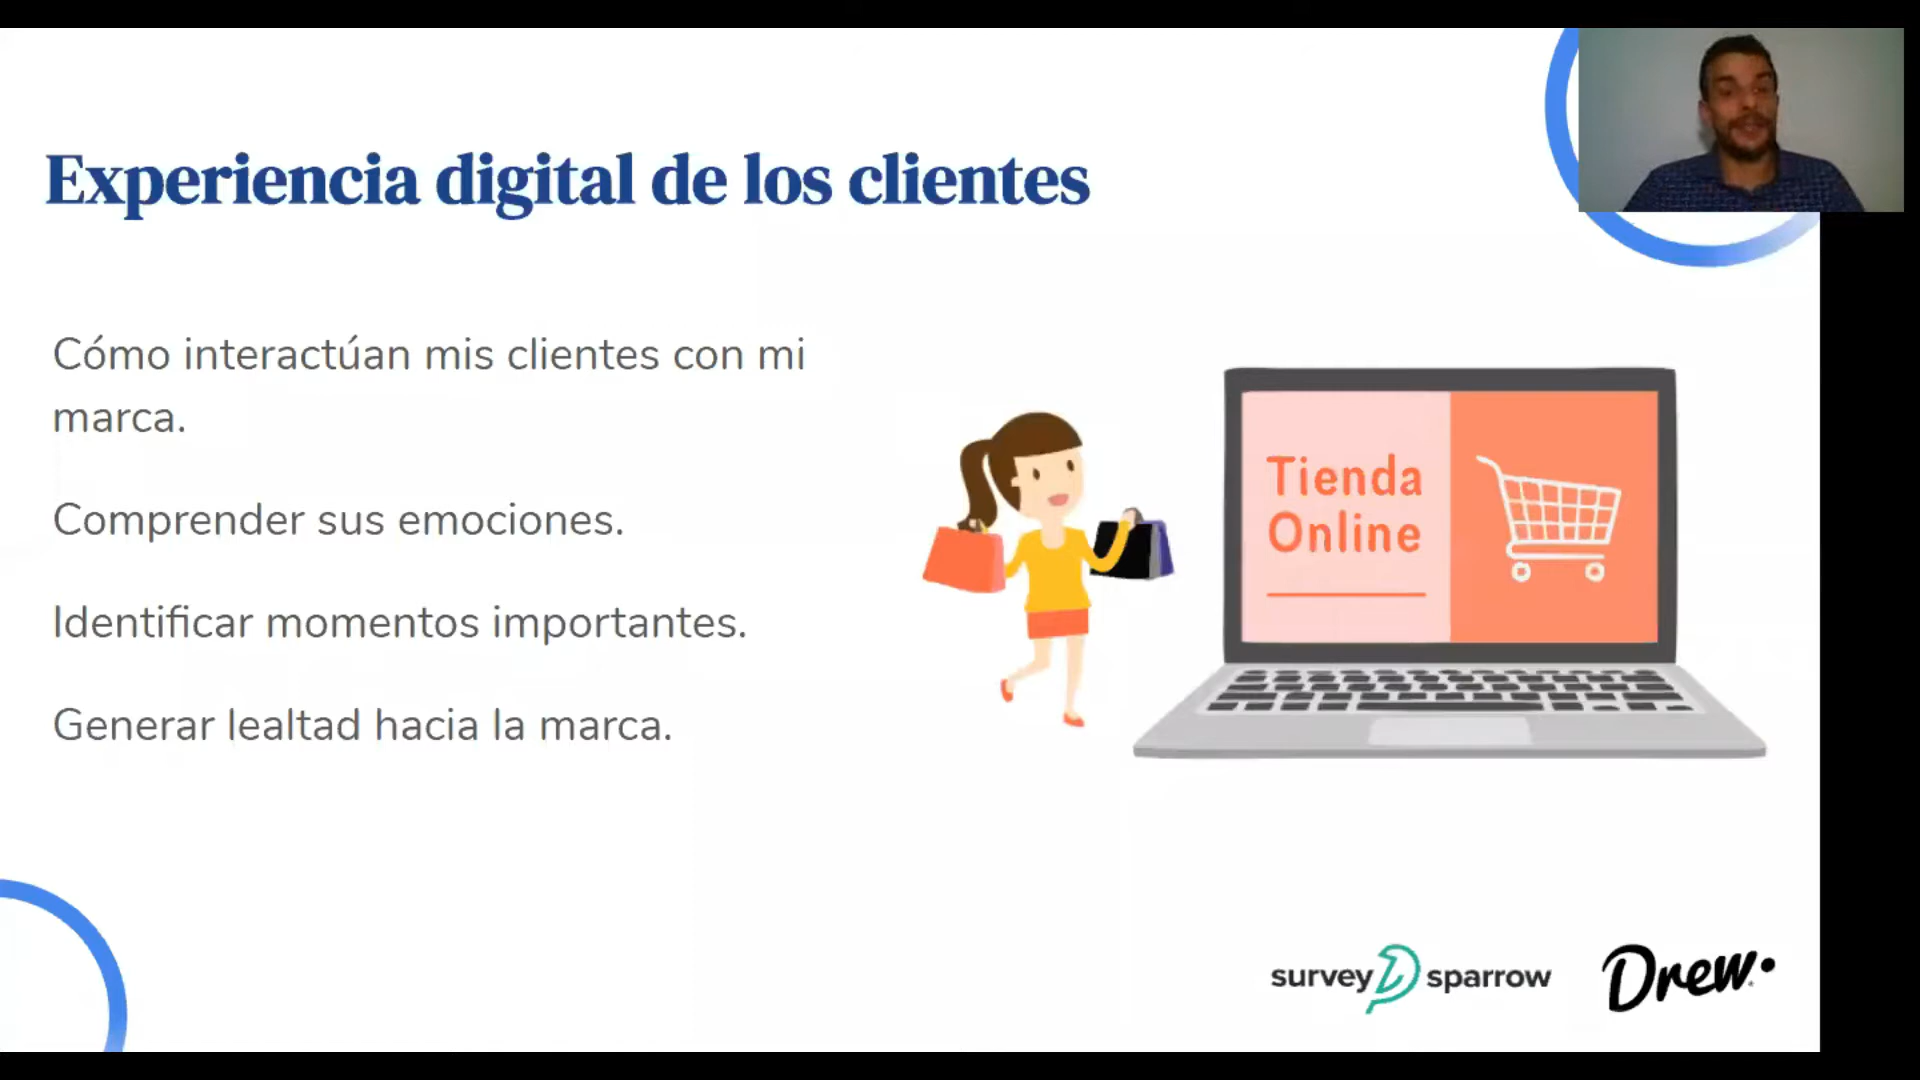 Experiencia digital de los clientes
Cómo interactúan mis clientes con mi
marca.
Comprender sus emociones.
Identificar momentos importantes.
Generar lealtad hacia la marca.
Tienda
Online
survey sparrow
Drew